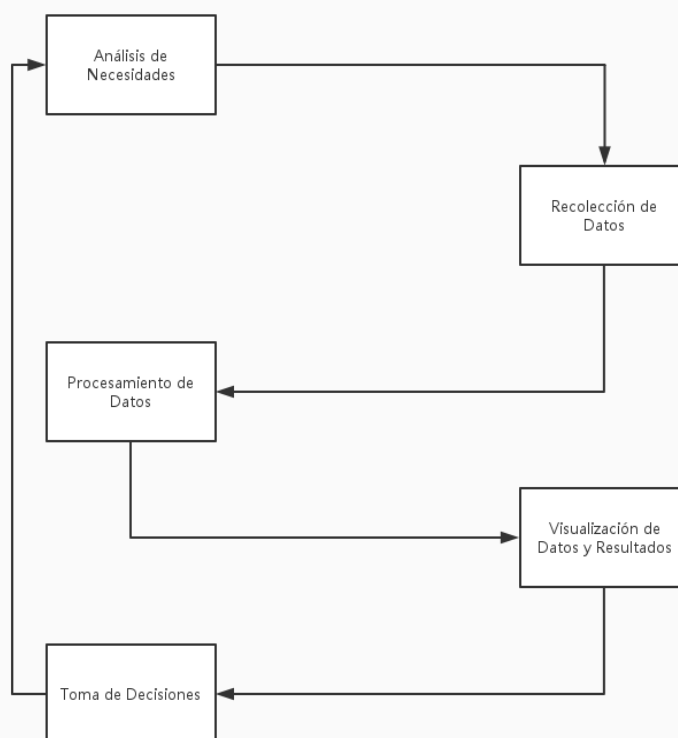 Análisis de
Necesidades
Recolección de
Datos
Procesamiento de
Datos
Visualización de
Datos y Resultados
Toma de Decisiones